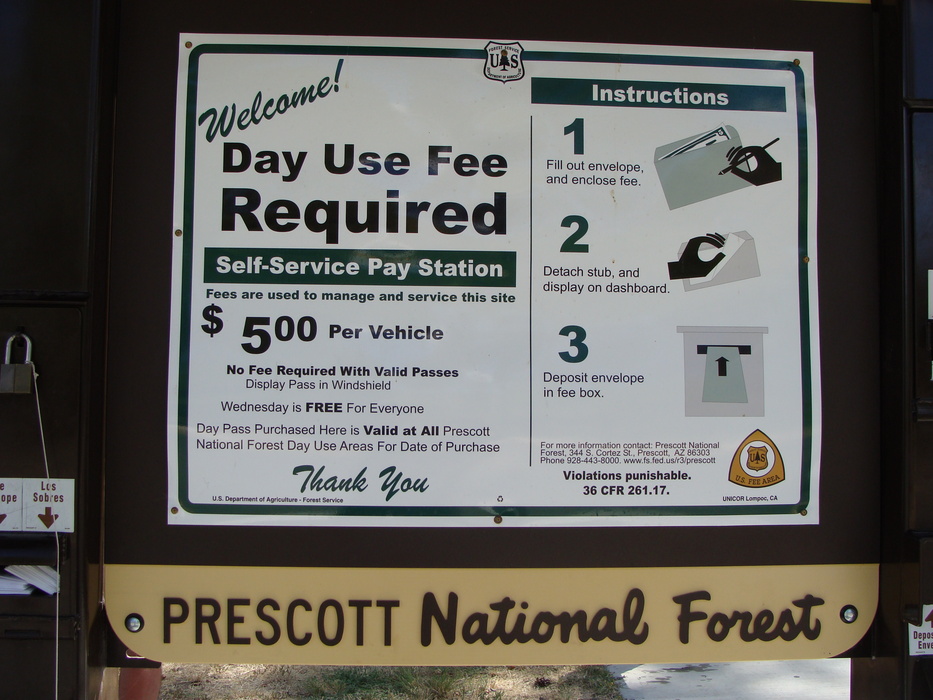 FOREST SERVICE
US
DEPARTMENT OF AGRICULTURE
Welcome!
Day Use Fee
Required
Self-Service Pay Station
Fees are used to manage and service this site
$ 500 Per Vehicle
No Fee Required With Valid Passes
Display Pass in Windshield
Wednesday is FREE For Everyone
Day Pass Purchased Here is Valid at All Prescott
National Forest Day Use Areas For Date of Purchase
Thank You
U.S. Department of Agriculture - Forest Service
Instructions
1
Fill out envelope,
and enclose fee.
2
Detach stub, and
display on dashboard.
3
Deposit envelope
in fee box.
For more information contact: Prescott National
Forest, 344 S. Cortez St., Prescott, AZ 86303
Phone 928-443-8000. www.fs.fed.us/r3/prescott
Violations punishable.
36 CFR 261.17.
US
U.S. FEE AREA
UNICOR Lompoc, CA
Los
Sobres
PRESCOTT National Forest